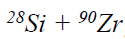 ²⁸Si + ⁹⁰Zr